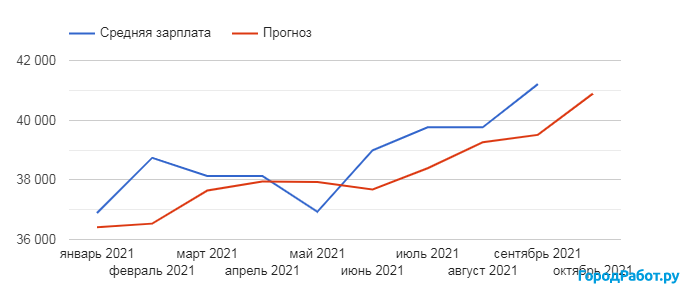 Средняя зарплата
Прогноз
42 000
40 000
38 000
36 000
январь 2021
февраль 2021
март 2021
апрель 2021
май 2021
июнь 2021
июль 2021
август 2021
сентябрь 2021
октябрь 2021
ГородРабот.ру